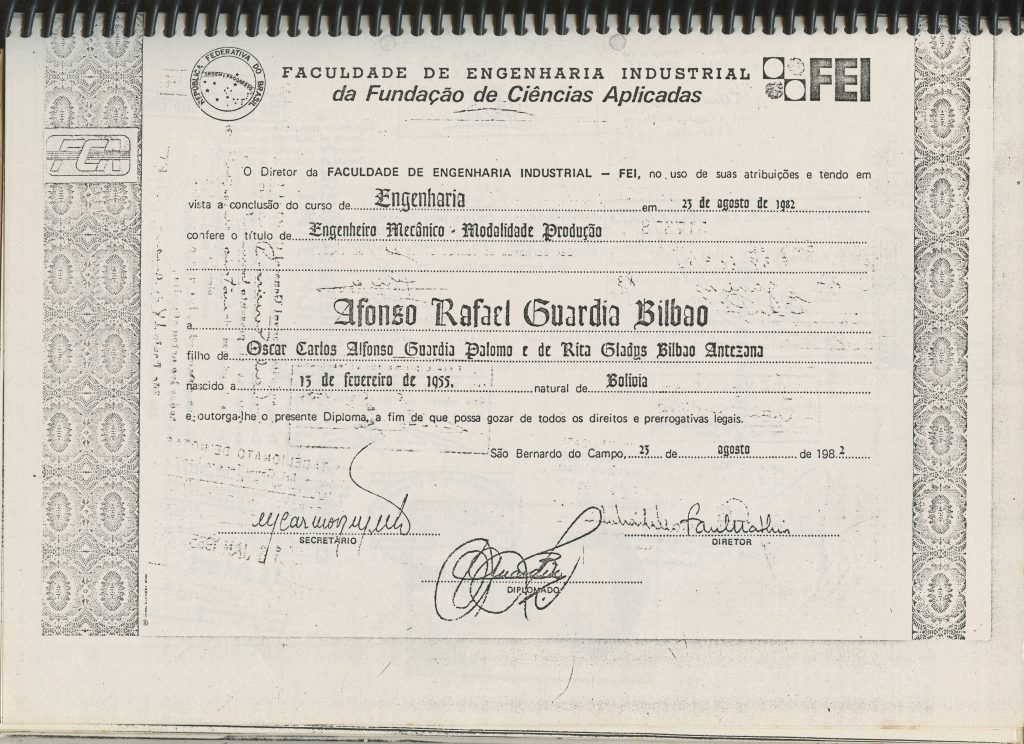 REPÚBLICA FEDERATIVA DO BRASIL
FACULDADE DE ENGENHARIA INDUSTRIAL
FEI
da Fundação de Ciências Aplicadas
FCA
O Diretor da FACULDADE DE ENGENHARIA INDUSTRIAL – FEI, no uso de suas atribuições e tendo em
vista a conclusão do curso de Engenharia em 23 de agosto de 1982
confere o título de Engenheiro Mecânico - Modalidade Produção
a Afonso Rafael Guardia Bilbao
filho de Oscar Carlos Alfonso Guardia Palomo e de Rita Gladys Bilbao Antezana
nascido a 13 de fevereiro de 1955, natural de Bolivia
e outorga-lhe o presente Diploma, a fim de que possa gozar de todos os direitos e prerrogativas legais.
São Bernardo do Campo, 23 de agosto de 1982
SECRETÁRIO
DIRETOR
DIPLOMADO